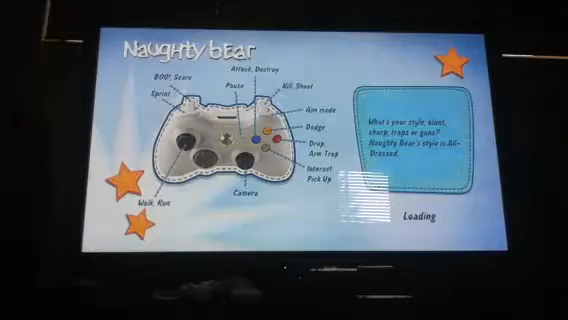 Naughty bear
BOO!, Scare
Attack, Destroy
Sprint
Pause
Kill, Shoot
Aim mode
Dodge
Drop,
Arm Trap
Interact
Pick Up
Walk, Run
Camera
What's your style; blunt,
sharp, traps or guns?
Naughty Bear's style is All-
Dressed.
Loading